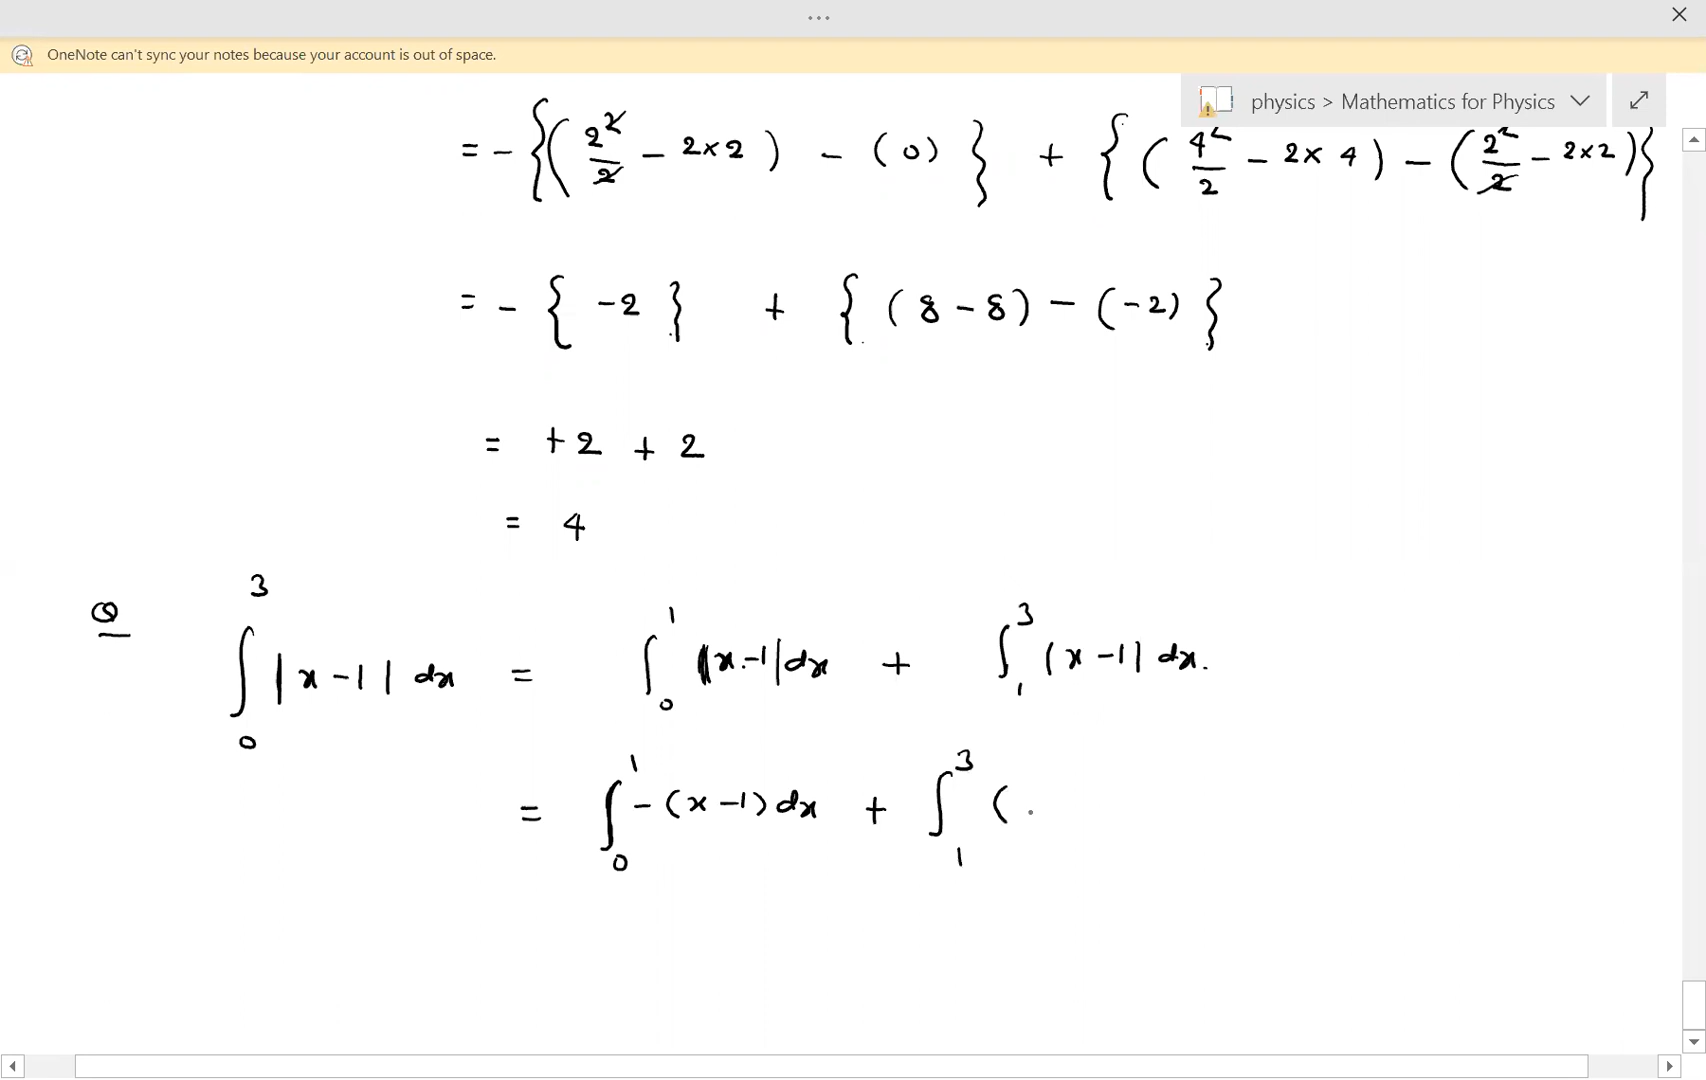 OneNote can't sync your notes because your account is out of space.
physics > Mathematics for Physics
= - {(2²/2 - 2×2) - (0)} + {(4²/2 - 2×4) - (2²/2 - 2×2)}
= - {-2} + {(8-8) - (-2)}
= +2 + 2
= 4
Q ∫₀³ |x-1| dx = ∫₀¹ |x-1| dx + ∫₁³ |x-1| dx.
= ∫₀¹ -(x-1) dx + ∫₁³ (